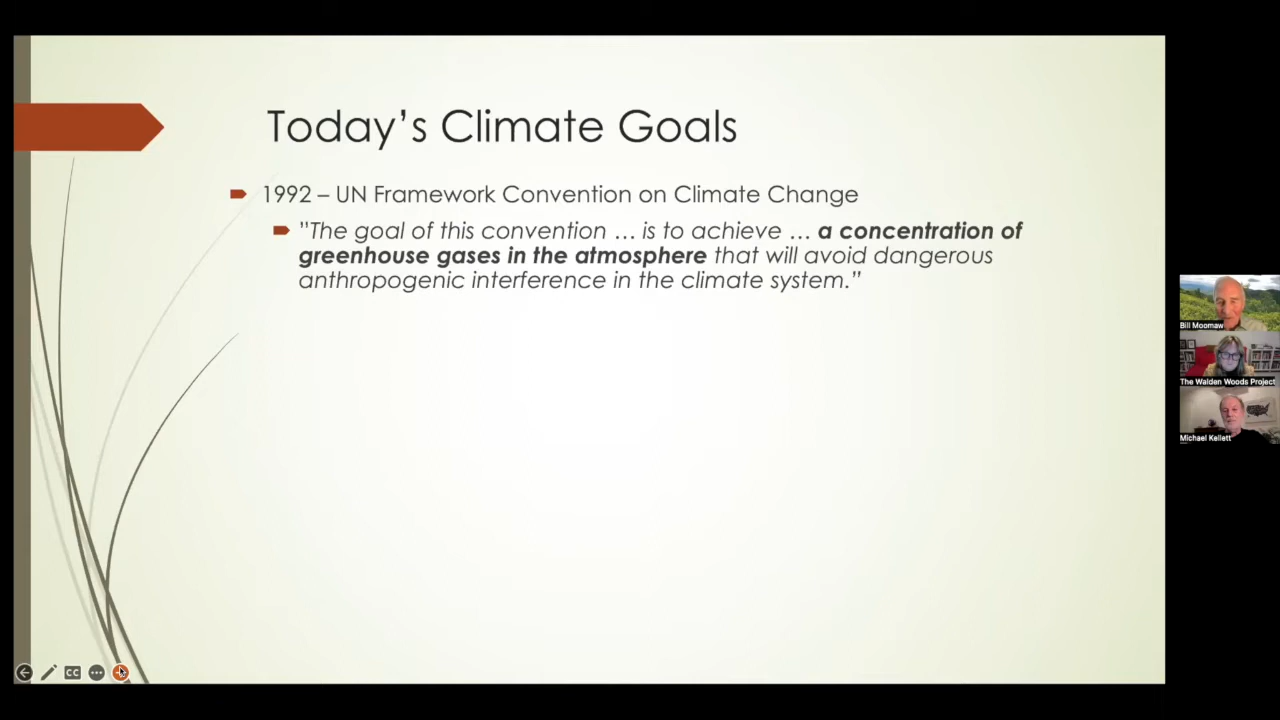 Today’s Climate Goals
1992 – UN Framework Convention on Climate Change
”The goal of this convention … is to achieve … a concentration of
greenhouse gases in the atmosphere that will avoid dangerous
anthropogenic interference in the climate system.”
Bill Moomaw
The Walden Woods Project
Michael Kellett
CC